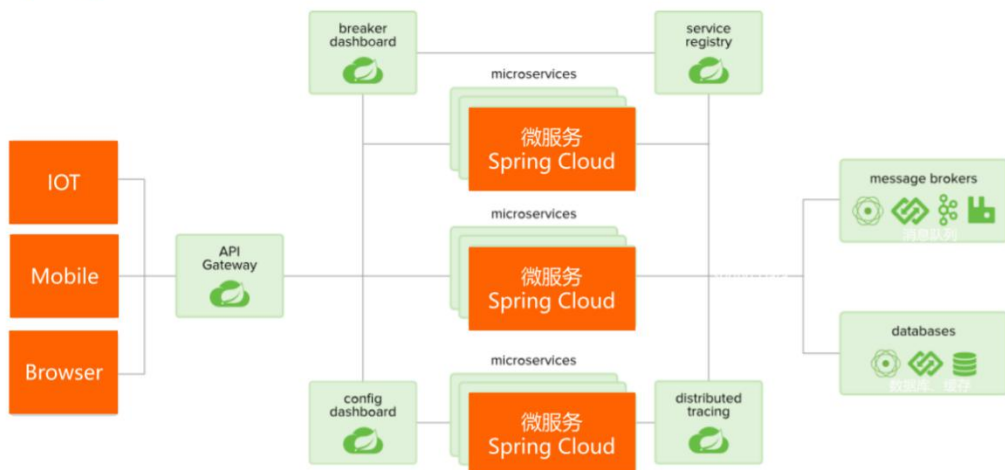 breaker
dashboard
service
registry
microservices
微服务
Spring Cloud
IOT
Mobile
Browser
API
Gateway
microservices
微服务
Spring Cloud
message brokers
消息队列
databases
数据库、缓存
microservices
config
dashboard
微服务
Spring Cloud
distributed
tracing